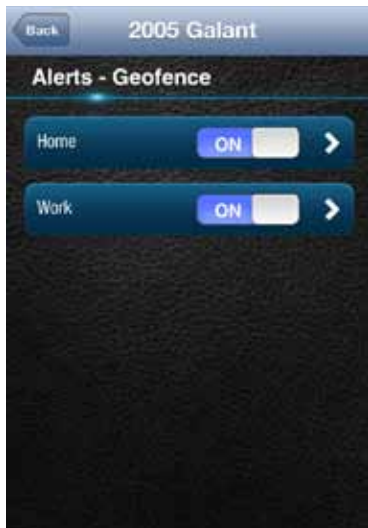 Back
2005 Galant
Alerts - Geofence
Home
ON
Work
ON